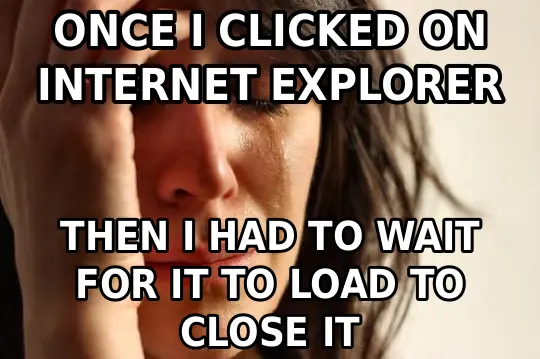 ONCE I CLICKED ON
INTERNET EXPLORER
THEN I HAD TO WAIT
FOR IT TO LOAD TO
CLOSE IT